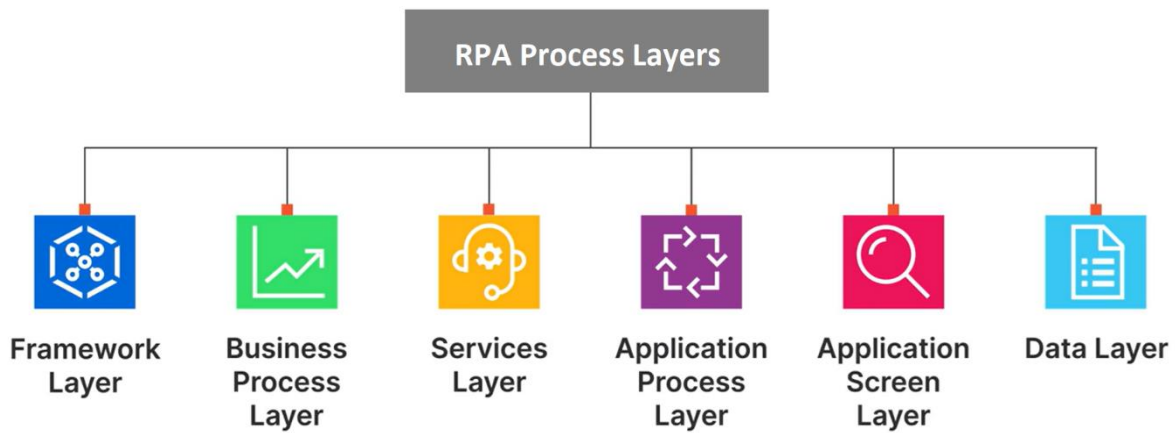 RPA Process Layers
Framework
Layer
Business
Process
Layer
Services
Layer
Application
Process
Layer
Application
Screen
Layer
Data Layer